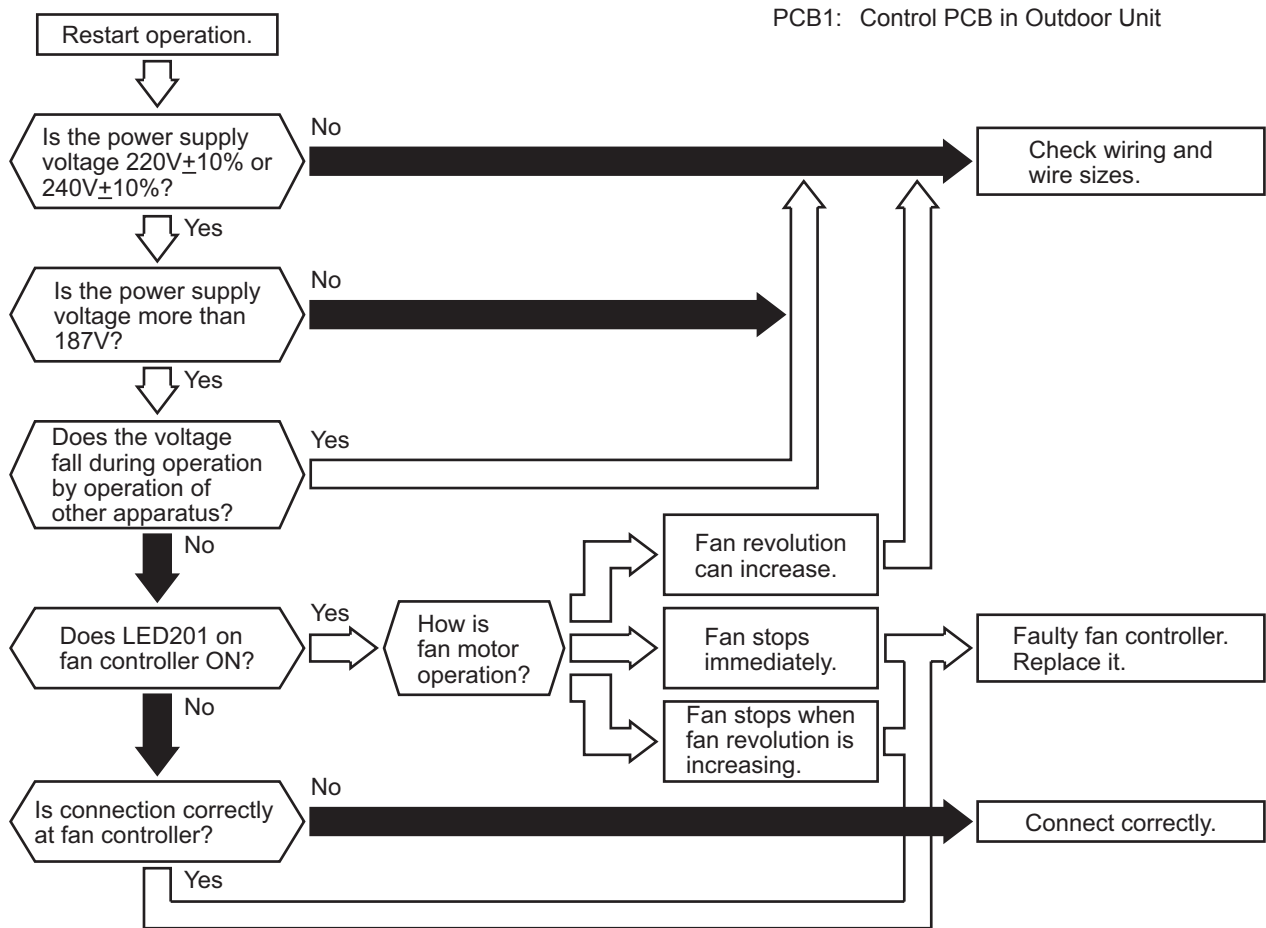 PCB1: Control PCB in Outdoor Unit
Restart operation.
Is the power supply
voltage 220V±10% or
240V±10%?
No
Check wiring and
wire sizes.
Yes
Is the power supply
voltage more than
187V?
No
Yes
Does the voltage
fall during operation
by operation of
other apparatus?
Yes
No
Does LED201 on
fan controller ON?
Yes
How is
fan motor
operation?
Fan revolution
can increase.
Fan stops
immediately.
Fan stops when
fan revolution is
increasing.
Faulty fan controller.
Replace it.
No
Is connection correctly
at fan controller?
No
Connect correctly.
Yes